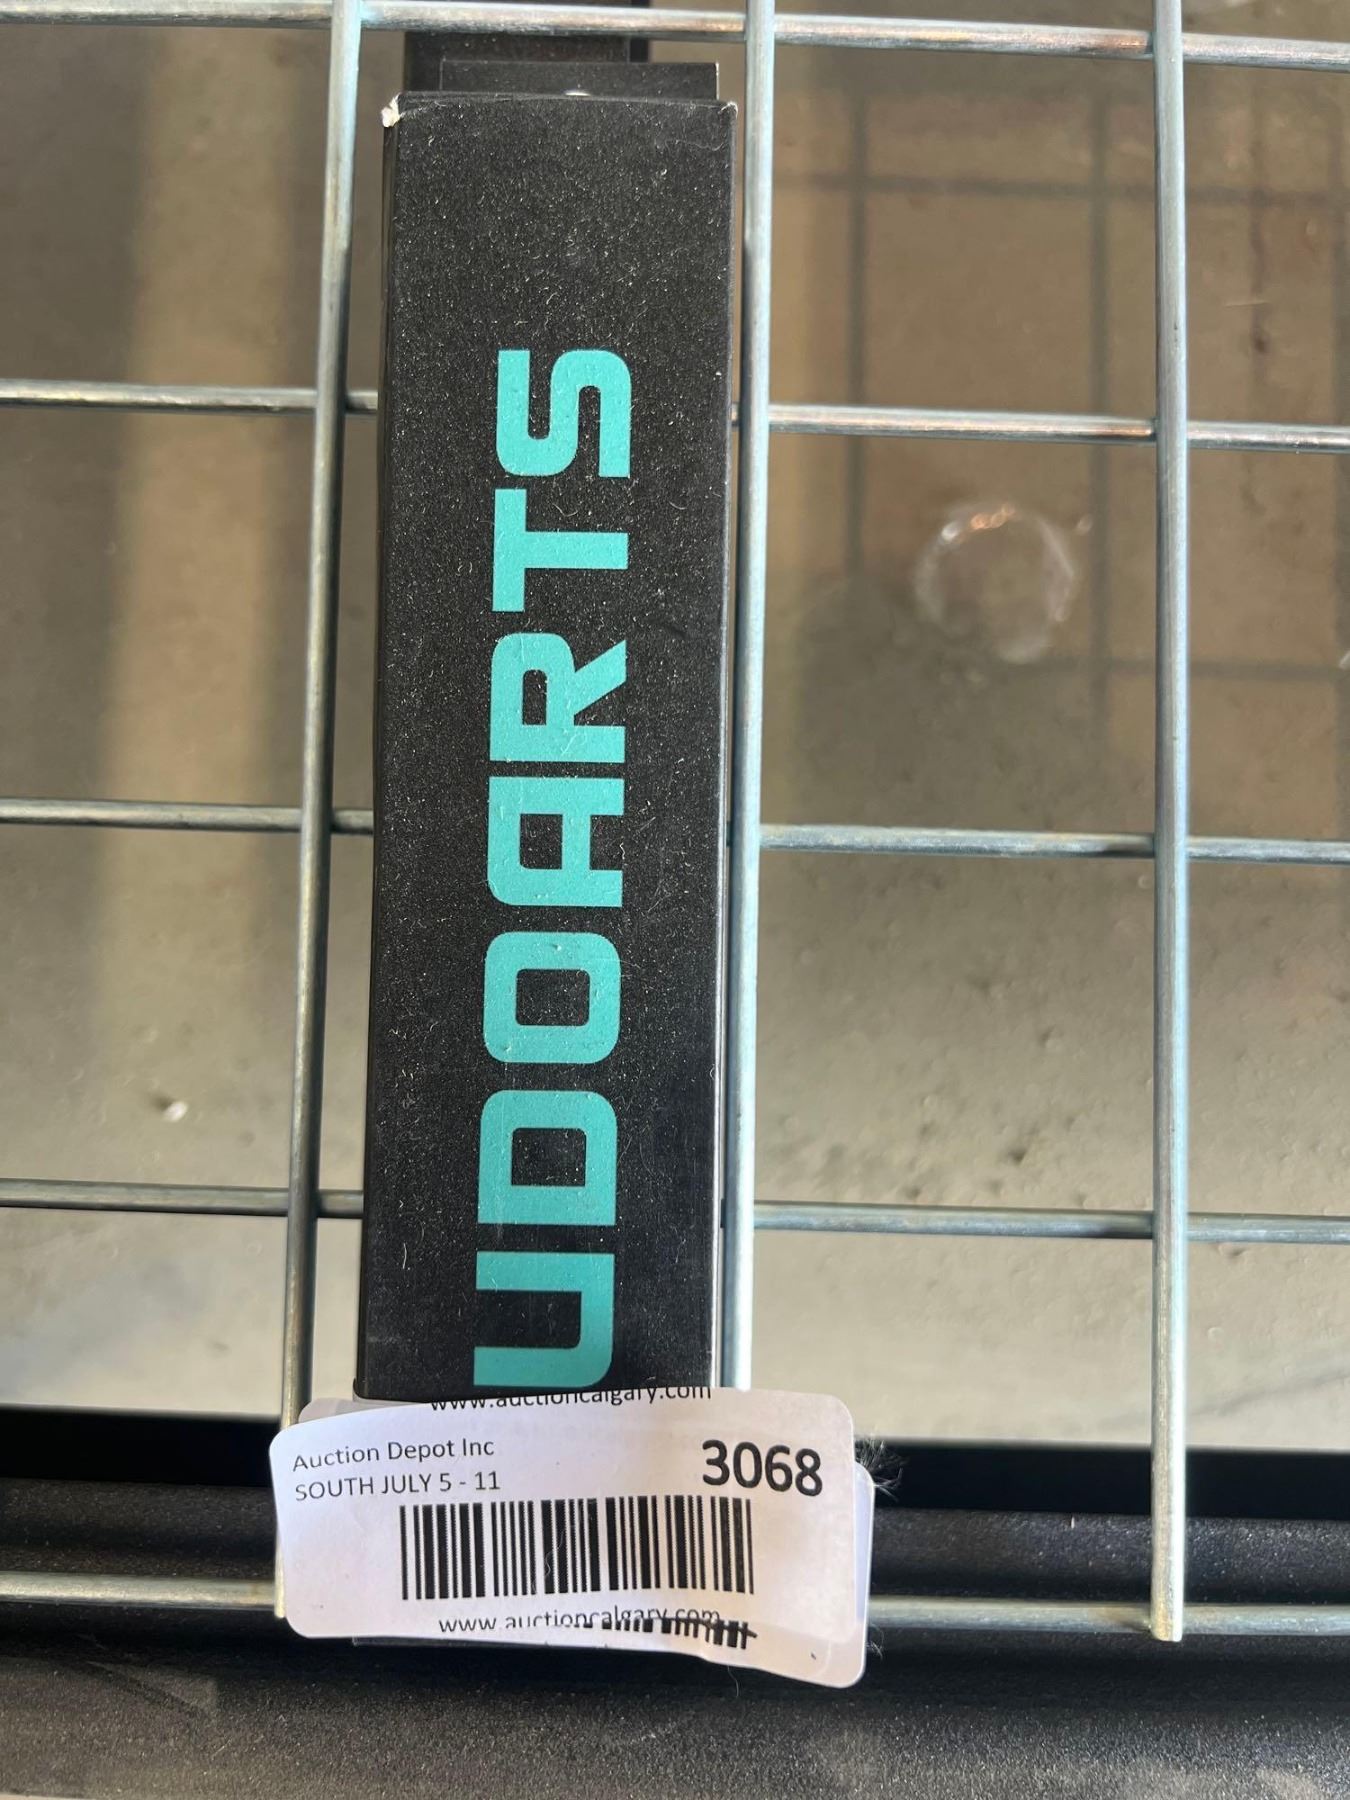 UDOARTS
www.auctioncalgary.com
Auction Depot Inc
3068
SOUTH JULY 5 - 11
www.auctioncalgary.com